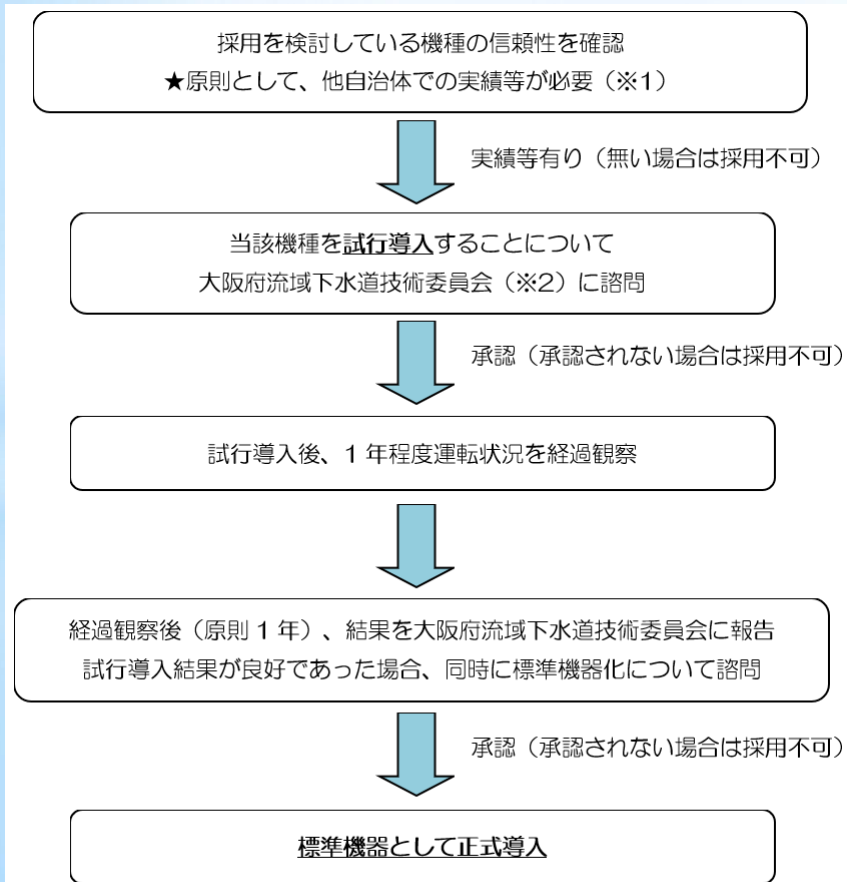 採用を検討している機種の信頼性を確認
★原則として、他自治体での実績等が必要（※1）
実績等有り（無い場合は採用不可）
当該機種を試行導入することについて
大阪府流域下水道技術委員会（※2）に諮問
承認（承認されない場合は採用不可）
試行導入後、1 年程度運転状況を経過観察
経過観察後（原則 1 年）、結果を大阪府流域下水道技術委員会に報告
試行導入結果が良好であった場合、同時に標準機器化について諮問
承認（承認されない場合は採用不可）
標準機器として正式導入